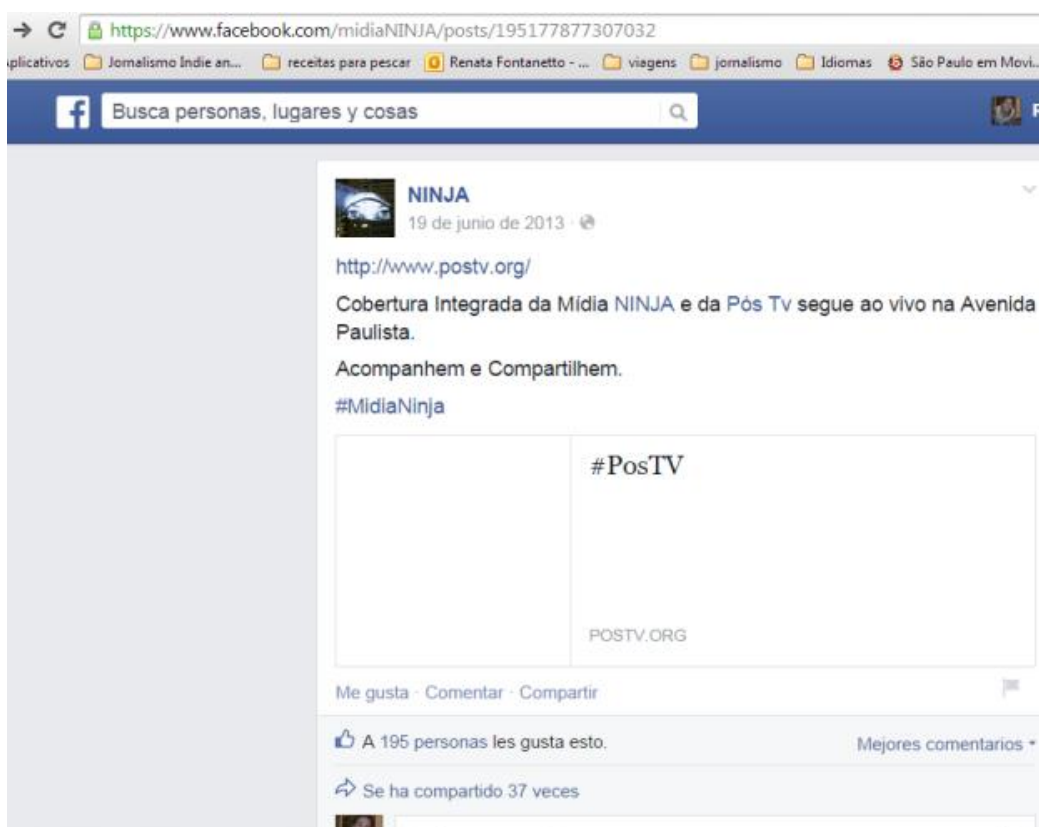 https://www.facebook.com/midiaNINJA/posts/195177877307032
plicativos Jornalismo Indie an... receitas para pescar Renata Fontanetto - ... viagens jornalismo Idiomas São Paulo em Movi...
f Busca personas, lugares y cosas
NINJA
19 de junio de 2013 ·
http://www.postv.org/
Cobertura Integrada da Mídia NINJA e da Pós Tv segue ao vivo na Avenida
Paulista.
Acompanhem e Compartilhem.
#MidiaNinja
#PosTV
POSTV.ORG
Me gusta · Comentar · Compartir
A 195 personas les gusta esto. Mejores comentarios
Se ha compartido 37 veces